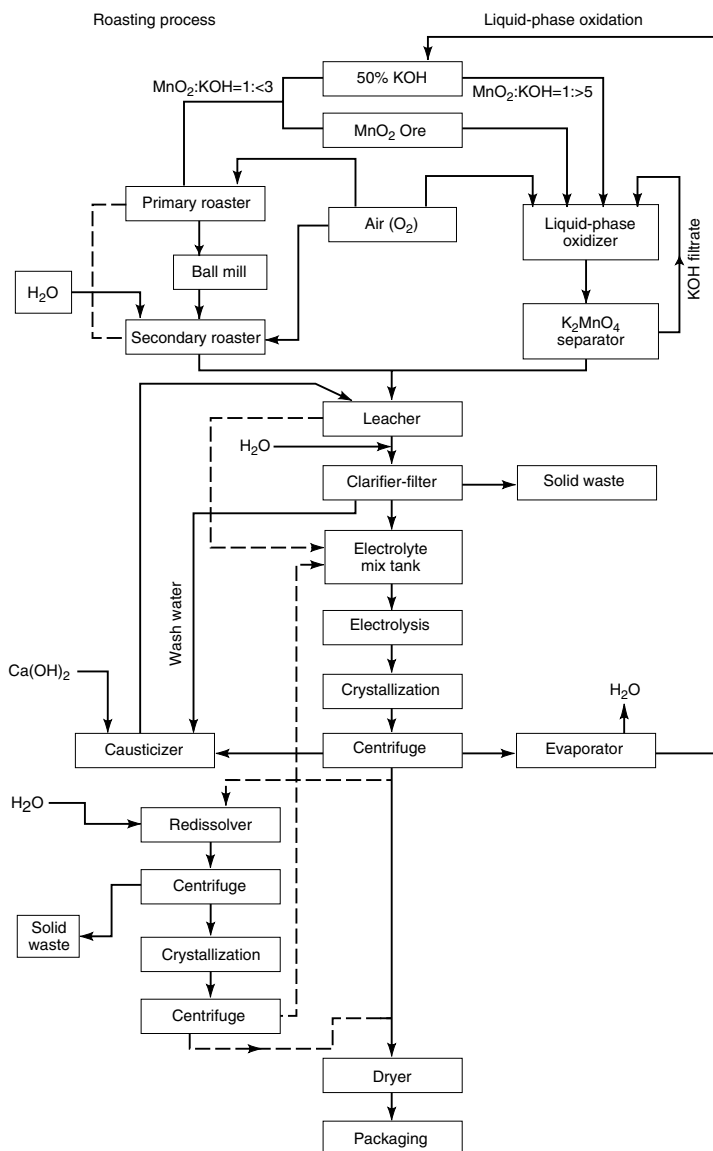 Roasting process
Liquid-phase oxidation
50% KOH
MnO₂:KOH=1:<3
MnO₂:KOH=1:>5
MnO₂ Ore
Primary roaster
Air (O₂)
Liquid-phase
oxidizer
KOH filtrate
Ball mill
H₂O
Secondary roaster
K₂MnO₄
separator
Leacher
H₂O
Clarifier-filter
Solid waste
Electrolyte
mix tank
Wash water
Electrolysis
Ca(OH)₂
Crystallization
H₂O
Causticizer
Centrifuge
Evaporator
H₂O
Redissolver
Centrifuge
Solid
waste
Crystallization
Centrifuge
Dryer
Packaging